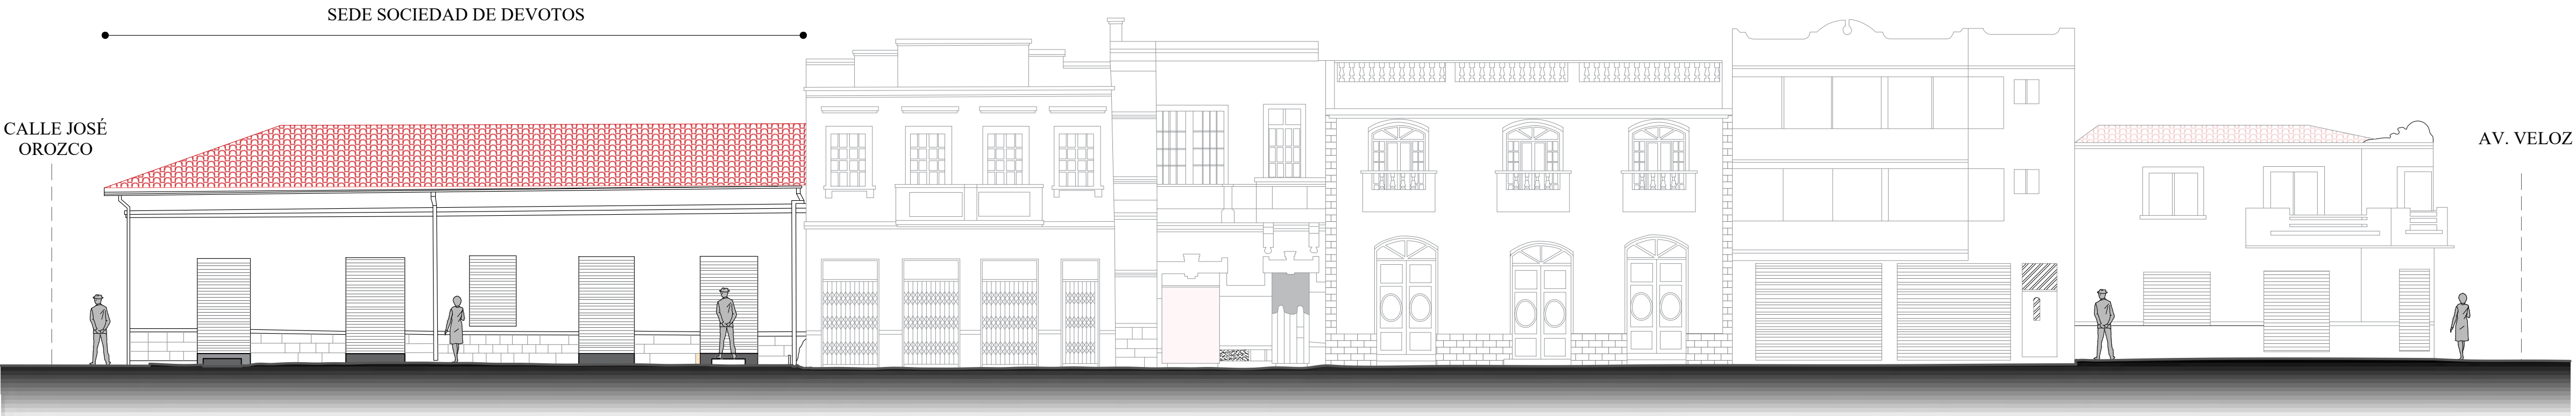 SEDE SOCIEDAD DE DEVOTOS
CALLE JOSÉ
OROZCO
AV. VELOZ